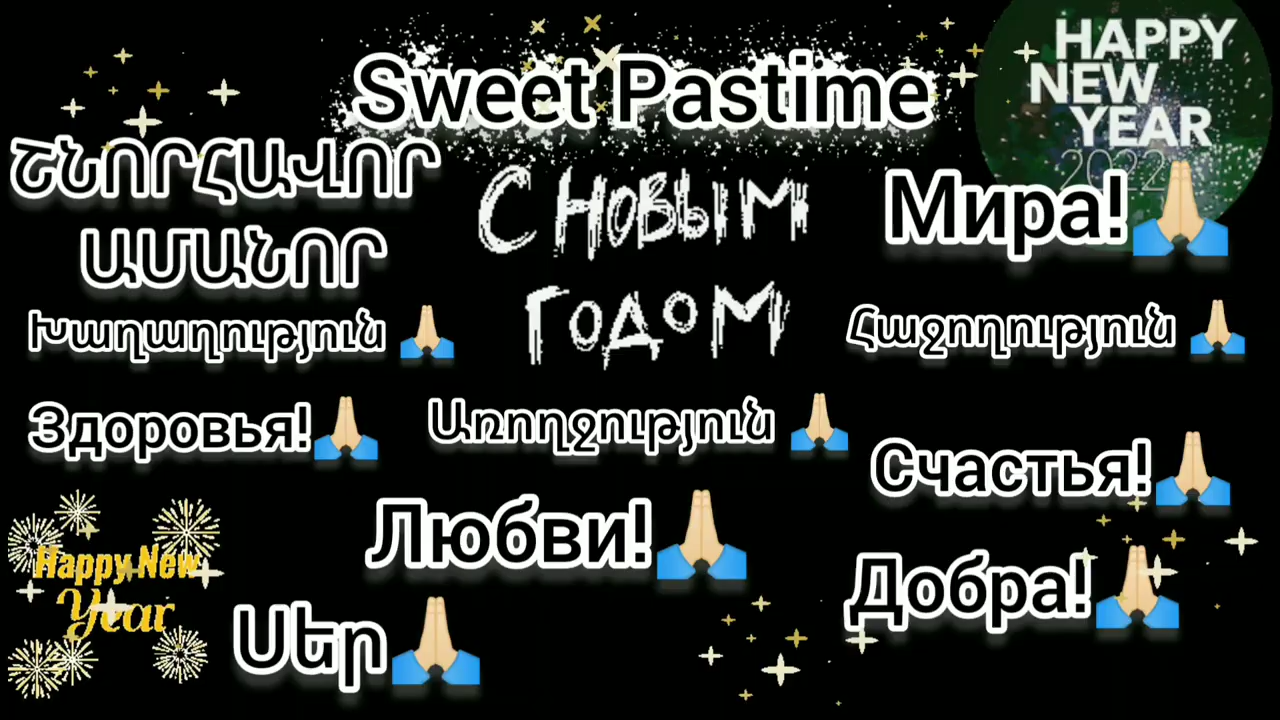 Sweet Pastime
HAPPY
NEW
YEAR
2022
ՇՆՈՐՀԱՎՈՐ
ԱՄԱՆՈՐ
С НОВЫМ
ГОДОМ
Мира!🙏🏻
Խաղաղություն 🙏🏻
Հաջողություն 🙏🏻
Здоровья!🙏🏻
Առողջություն 🙏🏻
Счастья!🙏🏻
Любви!🙏🏻
Добра!🙏🏻
Happy New
Year
Սեր🙏🏻